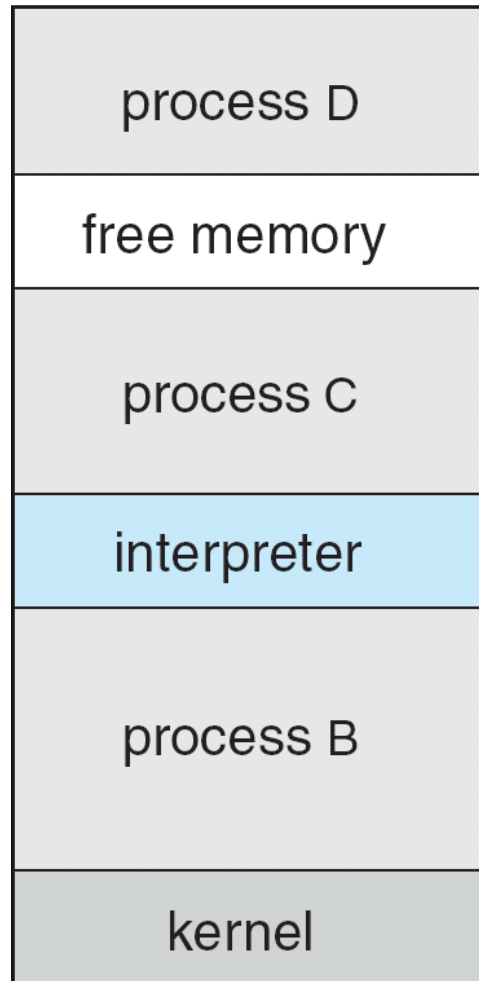 process D
free memory
process C
interpreter
process B
kernel